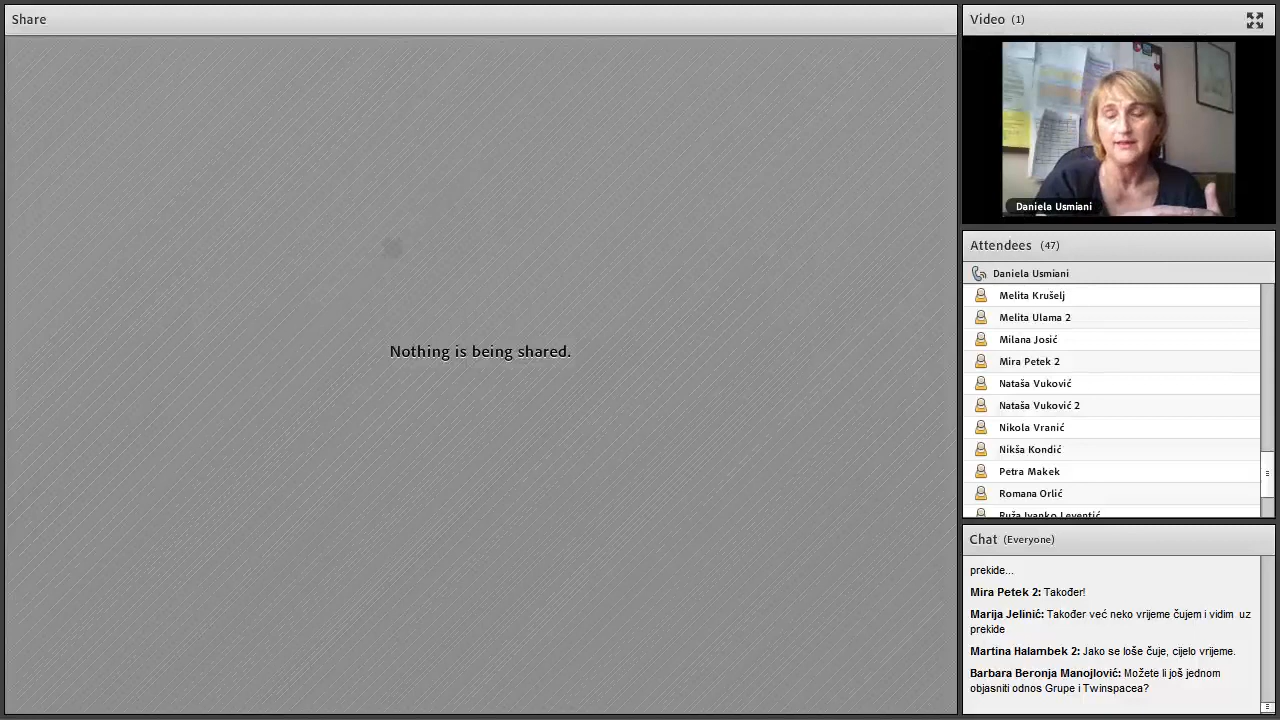 Share
Nothing is being shared.
Video (1)
Daniela Usmiani
Attendees (47)
Daniela Usmiani
Melita Krušelj
Melita Ulama 2
Milana Josić
Mira Petek 2
Nataša Vuković
Nataša Vuković 2
Nikola Vranić
Nikša Kondić
Petra Makek
Romana Orlić
Ruža Ivanko Leventić
Chat (Everyone)
prekide...
Mira Petek 2: Također!
Marija Jelinić: Također već neko vrijeme čujem i vidim uz
prekide
Martina Halambek 2: Jako se loše čuje, cijelo vrijeme.
Barbara Beronja Manojlović: Možete li još jednom
objasniti odnos Grupe i Twinspacea?